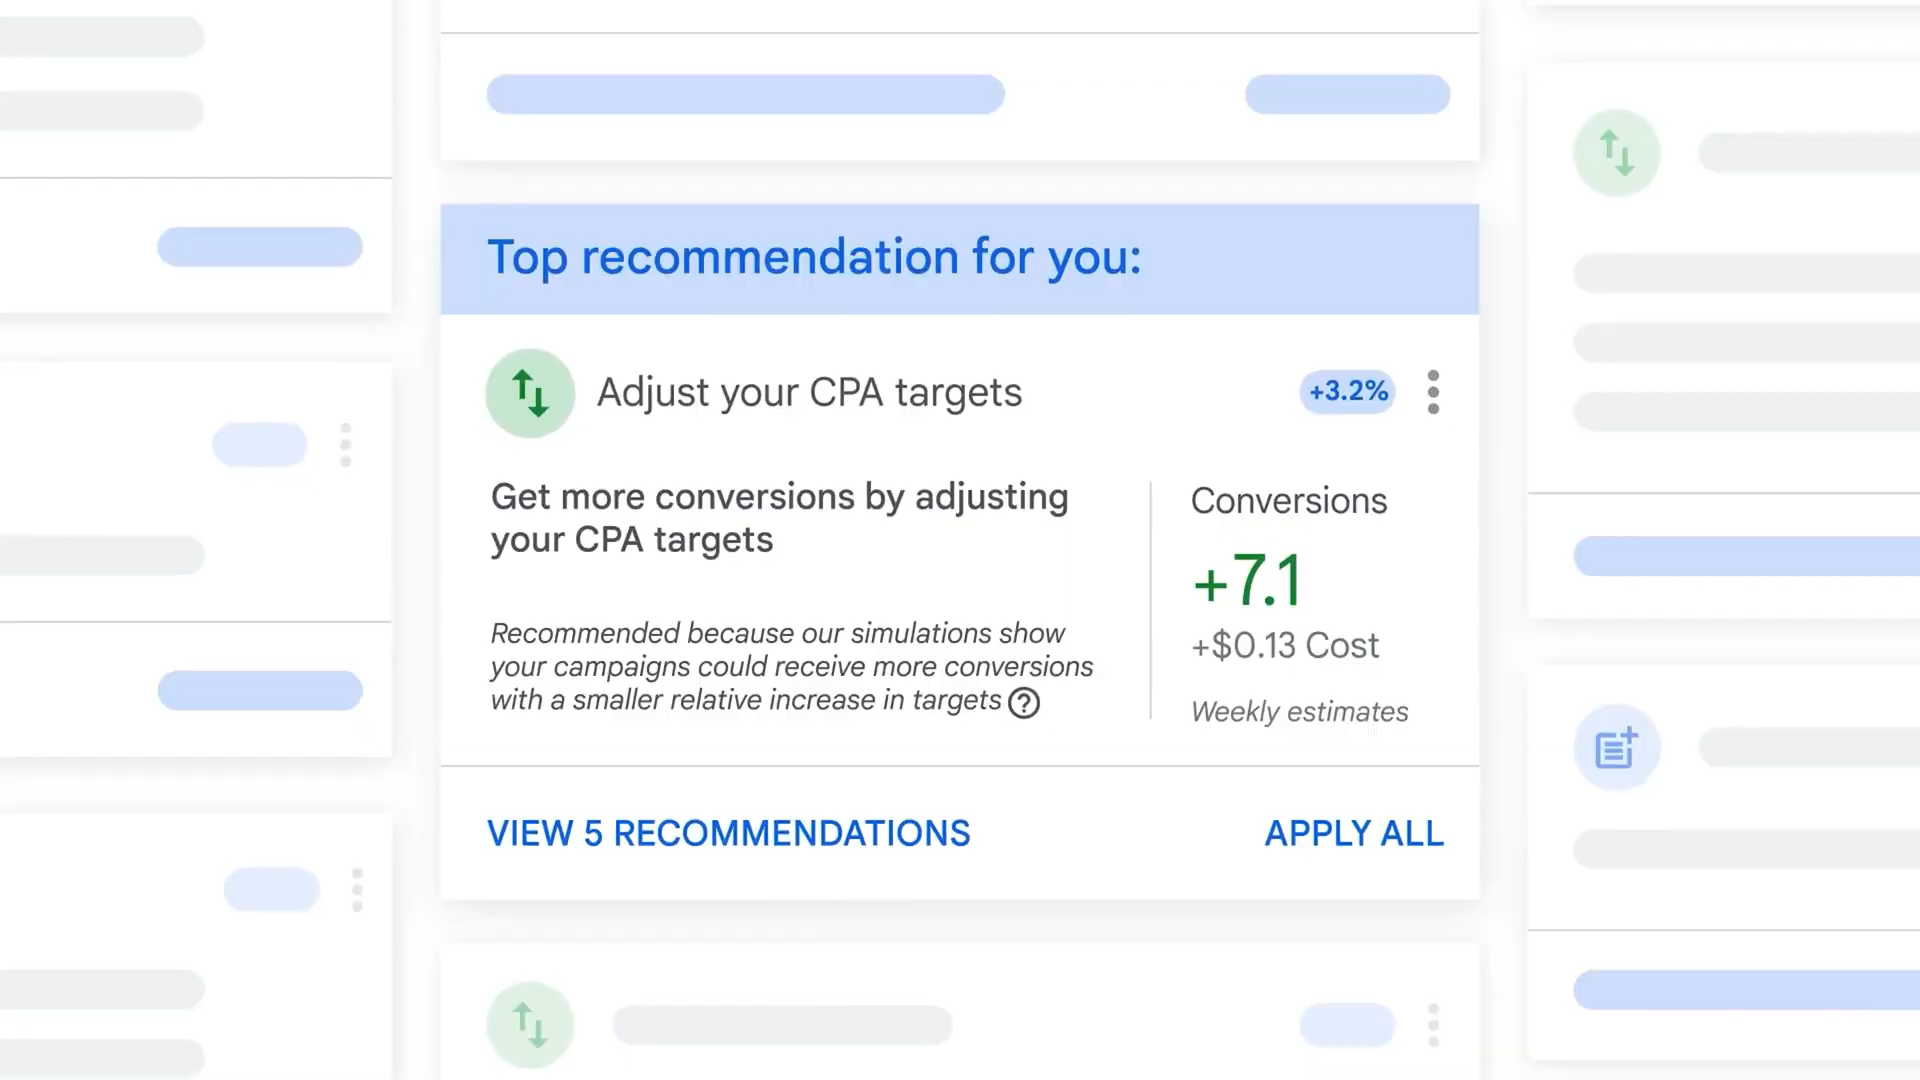 Top recommendation for you:
Adjust your CPA targets
+3.2%
Get more conversions by adjusting
your CPA targets
Recommended because our simulations show
your campaigns could receive more conversions
with a smaller relative increase in targets
Conversions
+7.1
+$0.13 Cost
Weekly estimates
VIEW 5 RECOMMENDATIONS
APPLY ALL